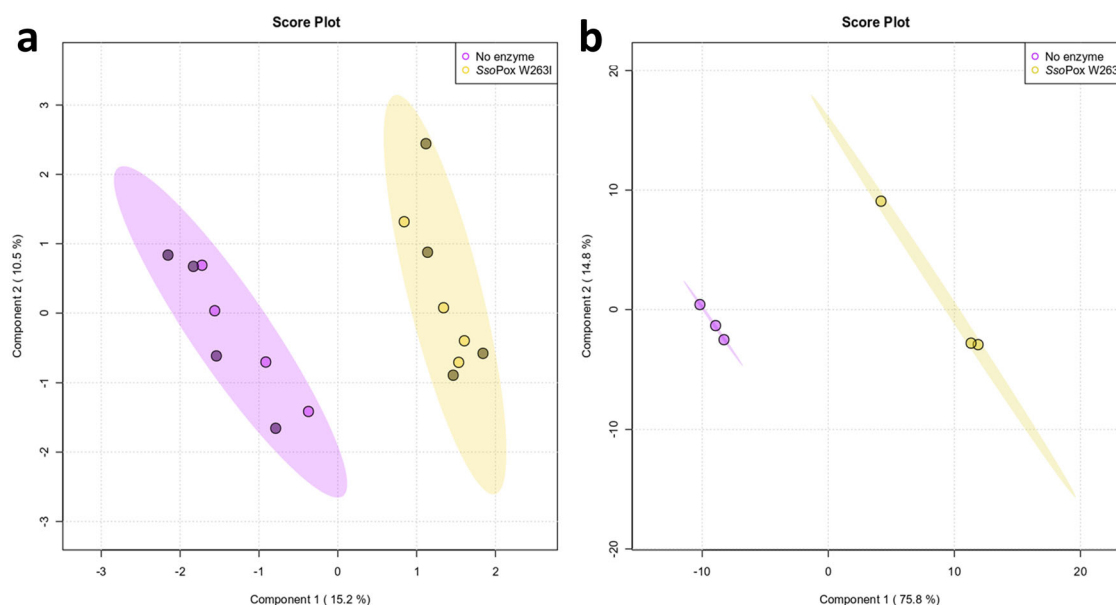 a
Score Plot
No enzyme
SsoPox W263I
Component 2 ( 10.5 %)
3
2
1
0
-1
-2
-3
-3
-2
-1
0
1
2
Component 1 ( 15.2 %)
b
Score Plot
No enzyme
SsoPox W263
Component 2 ( 14.8 %)
20
10
0
-10
-20
-10
0
10
20
Component 1 ( 75.8 %)